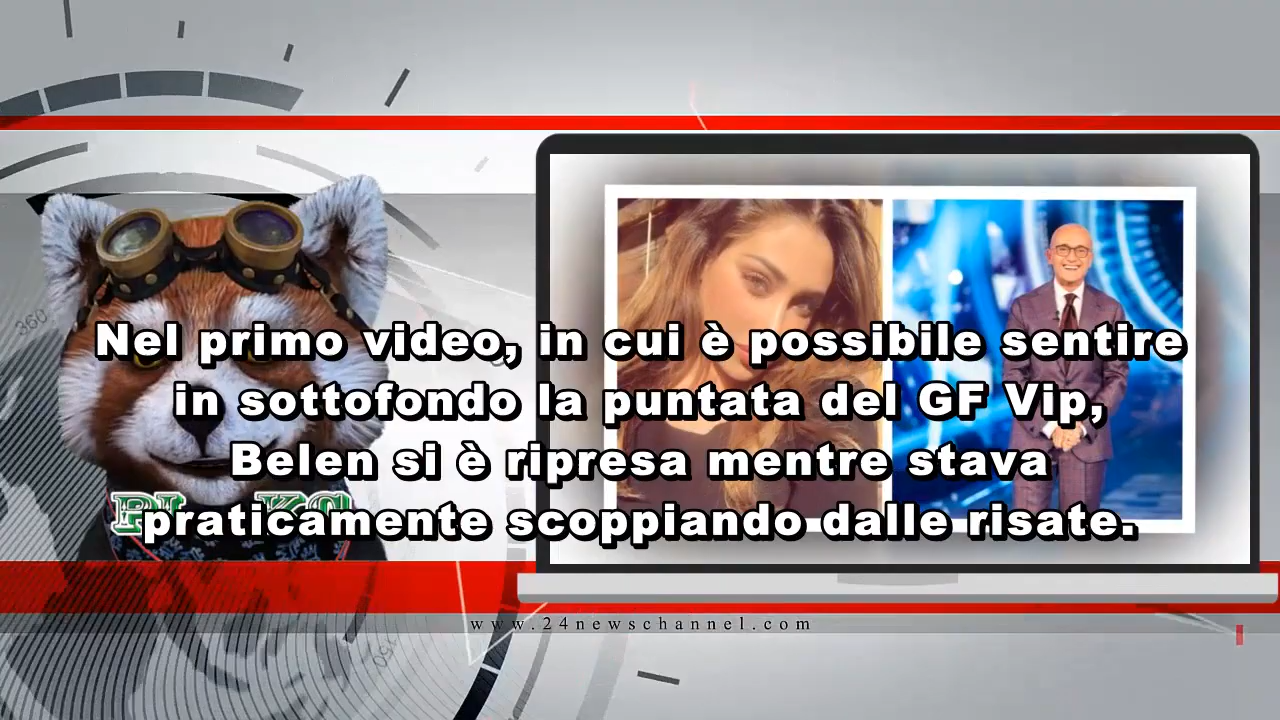 360
Nel primo video, in cui è possibile sentire
in sottofondo la puntata del GF Vip,
Belen si è ripresa mentre stava
praticamente scoppiando dalle risate.
www.24newschannel.com